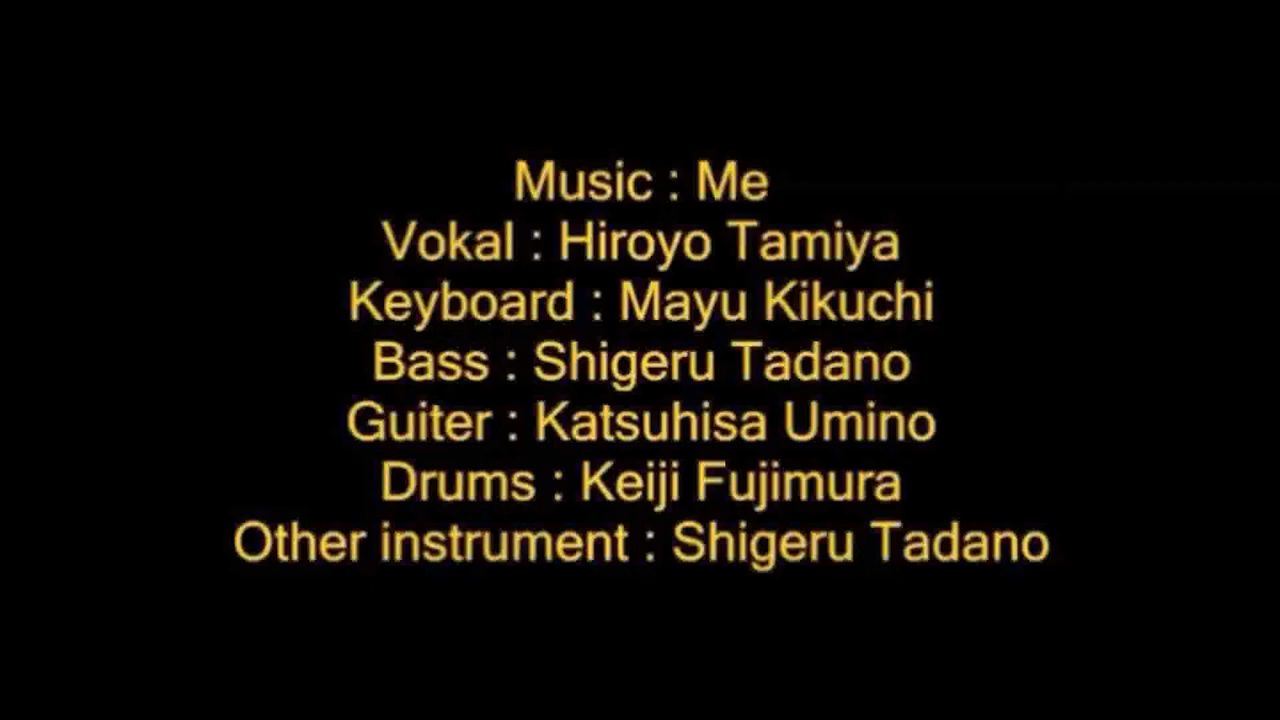 Music : Me
Vokal : Hiroyo Tamiya
Keyboard : Mayu Kikuchi
Bass : Shigeru Tadano
Guiter : Katsuhisa Umino
Drums : Keiji Fujimura
Other instrument : Shigeru Tadano